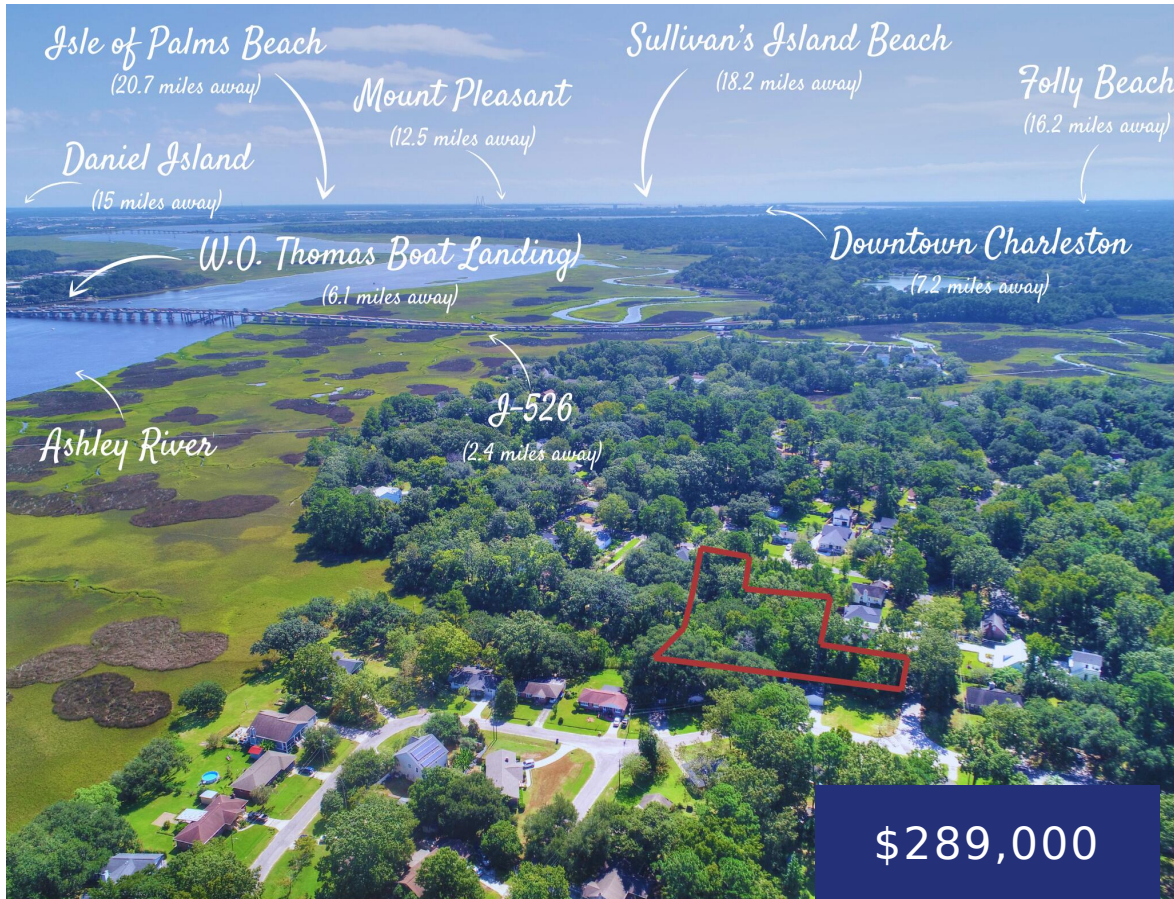 Isle of Palms Beach
(20.7 miles away)
Sullivan's Island Beach
(18.2 miles away)
Mount Pleasant
(12.5 miles away)
Folly Beach
(16.2 miles away)
Daniel Island
(15 miles away)
W.O. Thomas Boat Landing)
(6.1 miles away)
Downtown Charleston
(7.2 miles away)
J-526
(2.4 miles away)
Ashley River
$289,000